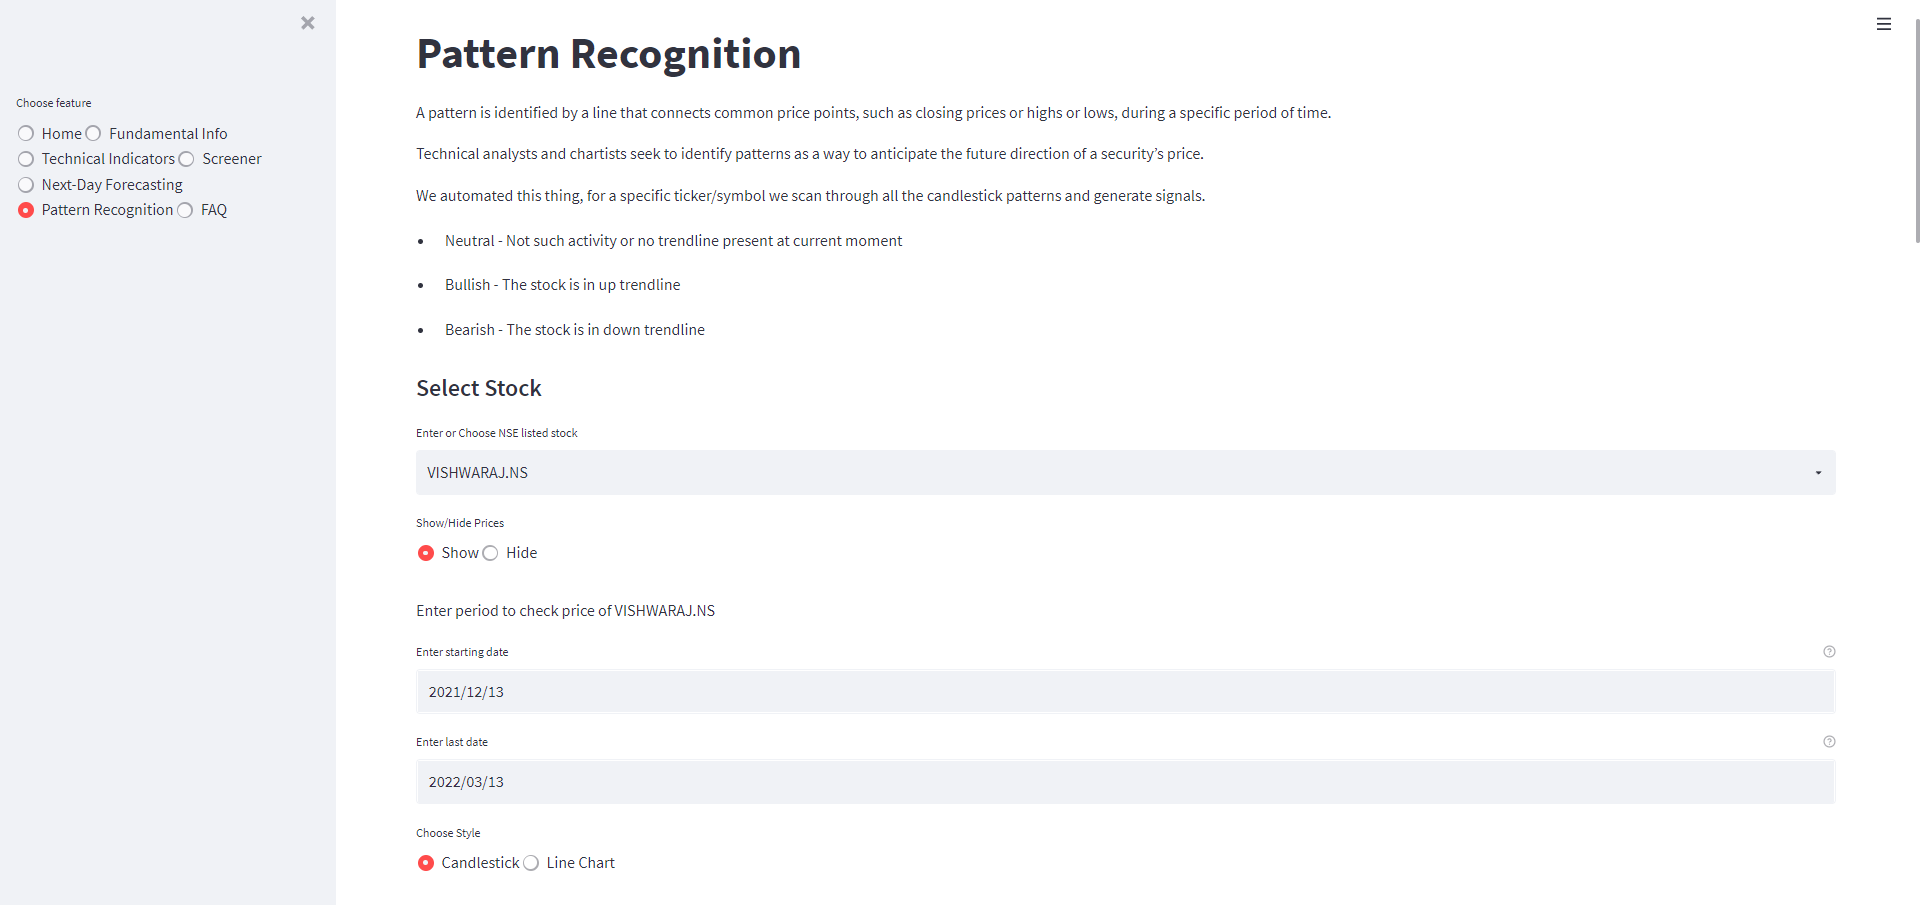 Choose feature
Home Fundamental Info
Technical Indicators Screener
Next-Day Forecasting
Pattern Recognition FAQ
Pattern Recognition
A pattern is identified by a line that connects common price points, such as closing prices or highs or lows, during a specific period of time.
Technical analysts and chartists seek to identify patterns as a way to anticipate the future direction of a security’s price.
We automated this thing, for a specific ticker/symbol we scan through all the candlestick patterns and generate signals.
• Neutral - Not such activity or no trendline present at current moment
• Bullish - The stock is in up trendline
• Bearish - The stock is in down trendline
Select Stock
Enter or Choose NSE listed stock
VISHWARAJ.NS
Show/Hide Prices
Show Hide
Enter period to check price of VISHWARAJ.NS
Enter starting date
2021/12/13
Enter last date
2022/03/13
Choose Style
Candlestick Line Chart